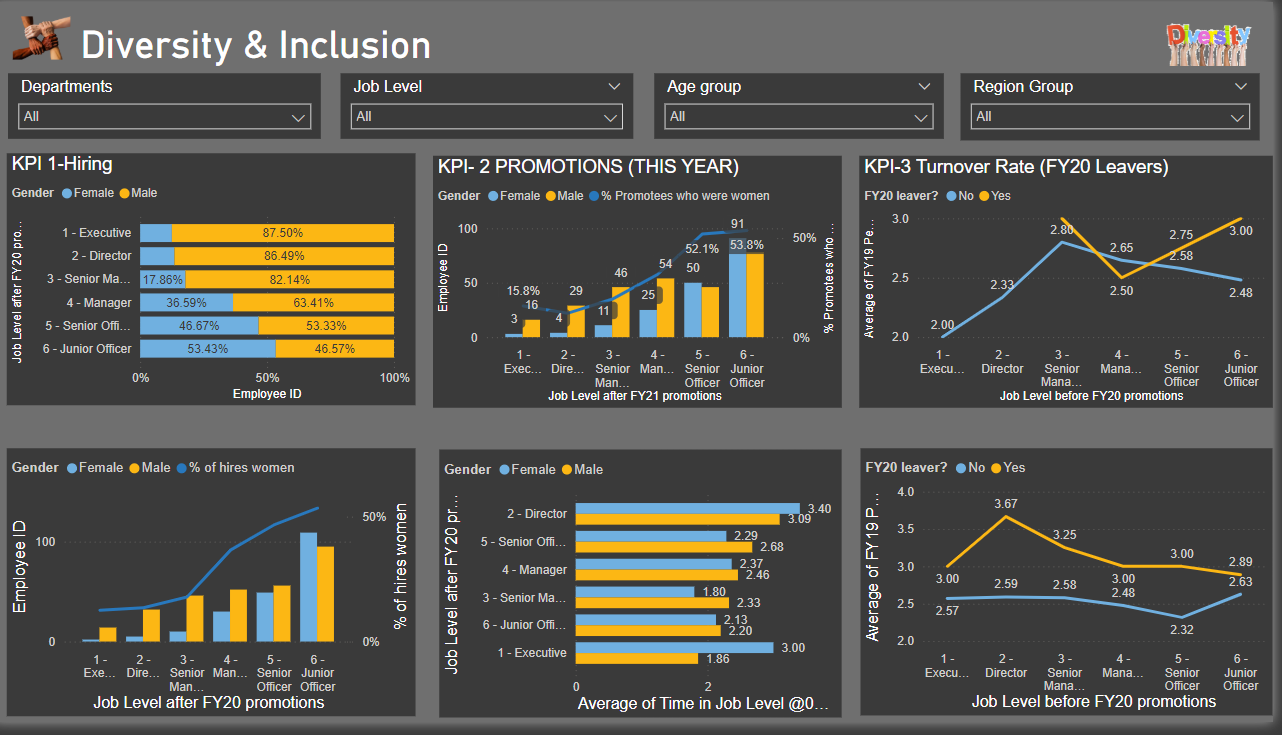 Diversity & Inclusion
Diversity
Departments
All
Job Level
All
Age group
All
Region Group
All
KPI 1-Hiring
Gender Female Male
Job Level after FY20 pro...
1 - Executive 87.50%
2 - Director 86.49%
3 - Senior Ma... 17.86% 82.14%
4 - Manager 36.59% 63.41%
5 - Senior Offi... 46.67% 53.33%
6 - Junior Officer 53.43% 46.57%
0% 50% 100%
Employee ID
KPI- 2 PROMOTIONS (THIS YEAR)
Gender Female Male % Promotees who were women
Employee ID
100
50
0
15.8%
3 16
4 29
11 46
25 54
52.1%
50
91
53.8%
50%
0%
% Promotees who ...
1 - Exec...
2 - Dire...
3 - Senior Man...
4 - Man...
5 - Senior Officer
6 - Junior Officer
Job Level after FY21 promotions
KPI-3 Turnover Rate (FY20 Leavers)
FY20 leaver? No Yes
Average of FY19 Pe...
3.0
2.5
2.0
2.00
2.33
2.80
2.65
2.50
2.75
2.58
3.00
2.48
1 - Execu...
2 - Director
3 - Senior Mana...
4 - Mana...
5 - Senior Officer
6 - Junior Officer
Job Level before FY20 promotions
Gender Female Male % of hires women
Employee ID
100
0
50%
0%
% of hires women
1 - Exe...
2 - Dire...
3 - Senior Man...
4 - Man...
5 - Senior Officer
6 - Junior Officer
Job Level after FY20 promotions
Gender Female Male
Job Level after FY20 pr...
2 - Director 3.40
3.09
5 - Senior Offi... 2.29
2.68
4 - Manager 2.37
2.46
3 - Senior Ma... 1.80
2.33
6 - Junior Offi... 2.13
2.20
1 - Executive 3.00
1.86
0 2
Average of Time in Job Level @0...
FY20 leaver? No Yes
Average of FY19 P...
4.0
3.5
3.0
2.5
2.0
3.00
2.57
3.67
2.59
3.25
2.58
3.00
2.48
3.00
2.32
2.89
2.63
1 - Execu...
2 - Director
3 - Senior Mana...
4 - Mana...
5 - Senior Officer
6 - Junior Officer
Job Level before FY20 promotions